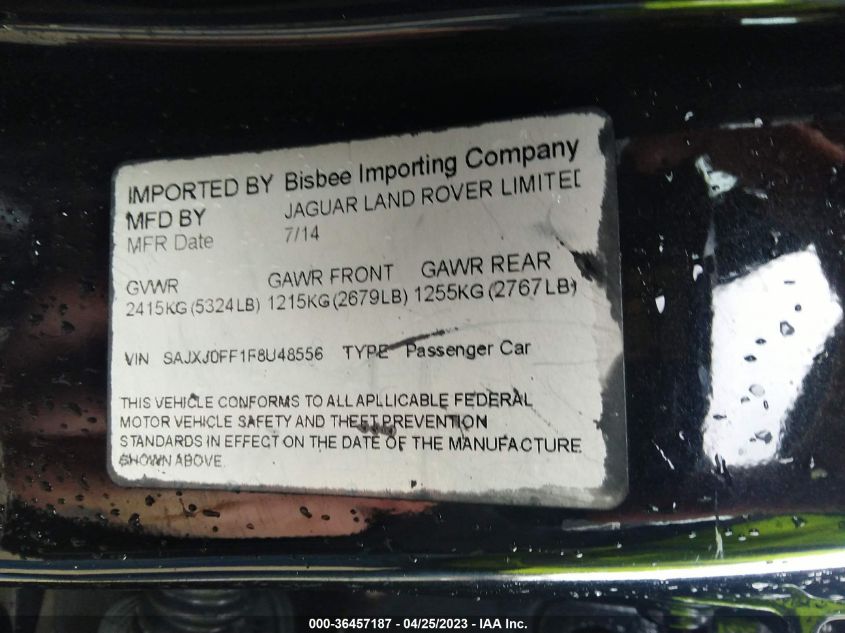 IMPORTED BY Bisbee Importing Company
MFD BY JAGUAR LAND ROVER LIMITED
MFR Date 7/14
GVWR GAWR FRONT GAWR REAR
2415KG (5324LB) 1215KG (2679LB) 1255KG (2767LB)
VIN SAJXJ0FF1F8U48556 TYPE Passenger Car
THIS VEHICLE CONFORMS TO ALL APLLICABLE FEDERAL
MOTOR VEHICLE SAFETY AND THEFT PREVENTION
STANDARDS IN EFFECT ON THE DATE OF THE MANUFACTURE
SHOWN ABOVE.
000-36457187 - 04/25/2023 - IAA Inc.